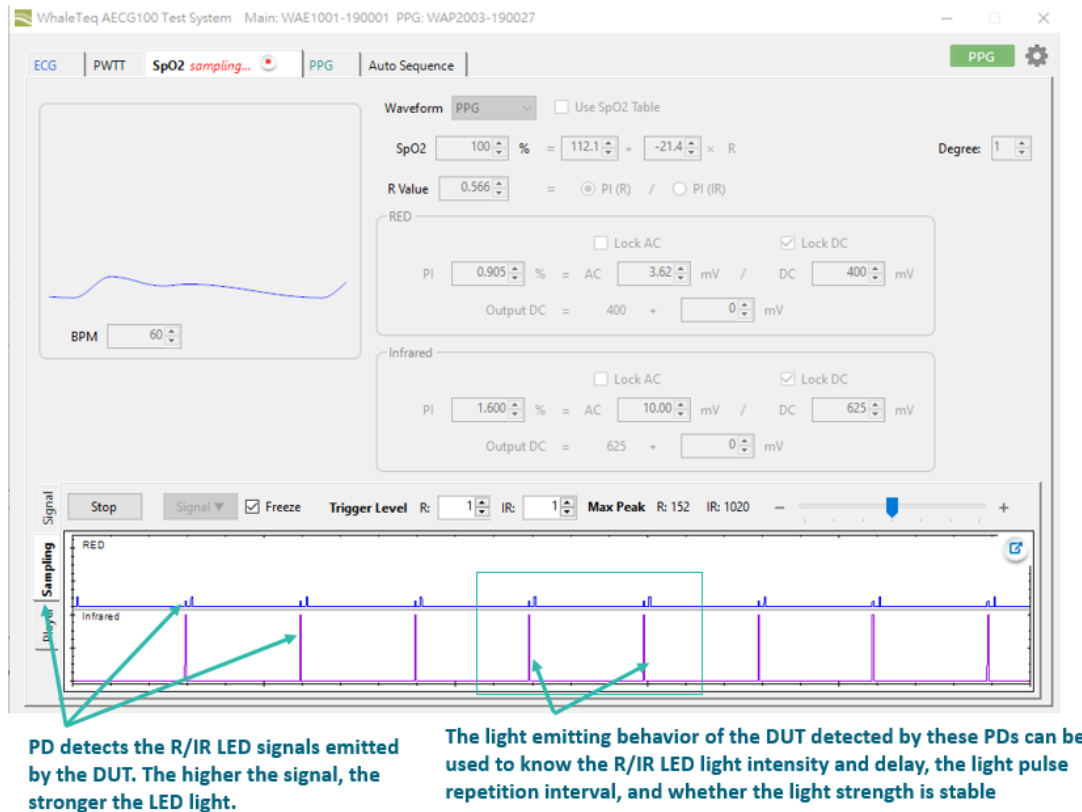 WhaleTeq AECG100 Test System Main: WAE1001-190001 PPG: WAP2003-190027
ECG PWTT SpO2 sampling... PPG Auto Sequence PPG
Waveform PPG Use SpO2 Table
SpO2 100 % = 112.1 + -21.4 × R Degree: 1
R Value 0.566 = PI (R) / PI (IR)
RED
Lock AC Lock DC
PI 0.905 % = AC 3.62 mV / DC 400 mV
Output DC = 400 + 0 mV
BPM 60
Infrared
Lock AC Lock DC
PI 1.600 % = AC 10.00 mV / DC 625 mV
Output DC = 625 + 0 mV
Signal
Stop Signal ▼ Freeze Trigger Level R: 1 IR: 1 Max Peak R: 152 IR: 1020 − +
Sampling
RED
Player
Infrared
PD detects the R/IR LED signals emitted
by the DUT. The higher the signal, the
stronger the LED light.
The light emitting behavior of the DUT detected by these PDs can be
used to know the R/IR LED light intensity and delay, the light pulse
repetition interval, and whether the light strength is stable